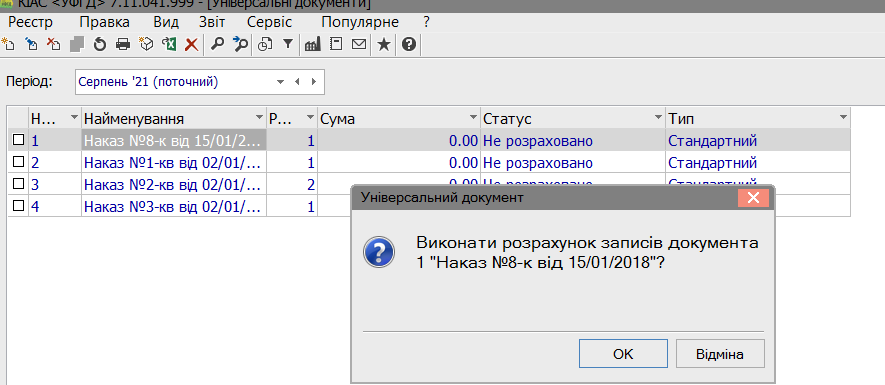 КІАС <УФГД> 7.11.041.999 - [Універсальні документи]
Реєстр Правка Вид Звіт Сервіс Популярне ?
Період: Серпень '21 (поточний)
Н... Найменування Р... Сума Статус Тип
1 Наказ №8-к від 15/01/2... 1 0.00 Не розраховано Стандартний
2 Наказ №1-кв від 02/01/... 1 0.00 Не розраховано Стандартний
3 Наказ №2-кв від 02/01/... 2 0.00 Не розраховано Стандартний
4 Наказ №3-кв від 02/01/... 1
Універсальний документ
Виконати розрахунок записів документа
1 "Наказ №8-к від 15/01/2018"?
OK Відміна